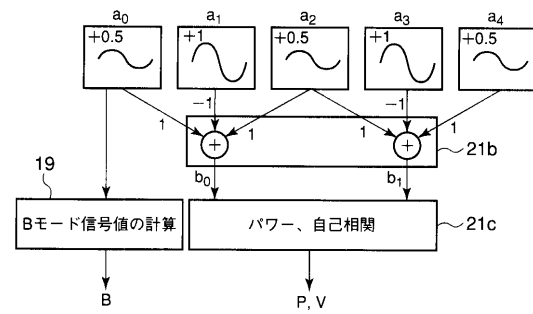 a0 a1 a2 a3 a4
+0.5 +1 +0.5 +1 +0.5
1 -1 1 1 -1 1
+ +
21b
b0 b1
19
Bモード信号値の計算 パワー、自己相関
21c
B P, V